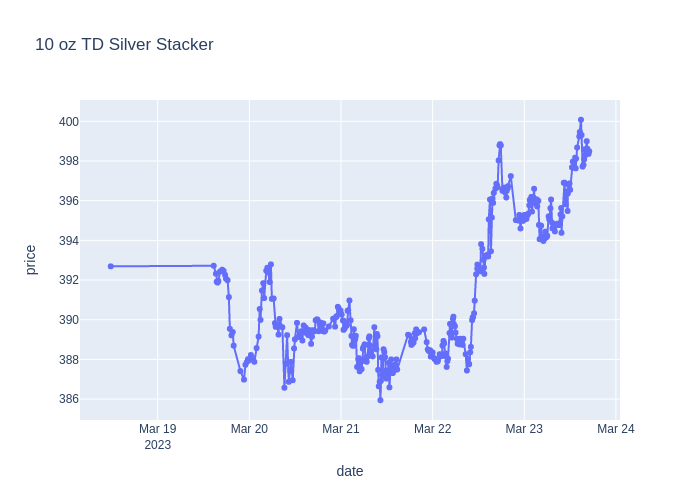 10 oz TD Silver Stacker
price
400
398
396
394
392
390
388
386
Mar 19
2023
Mar 20
Mar 21
Mar 22
Mar 23
Mar 24
date